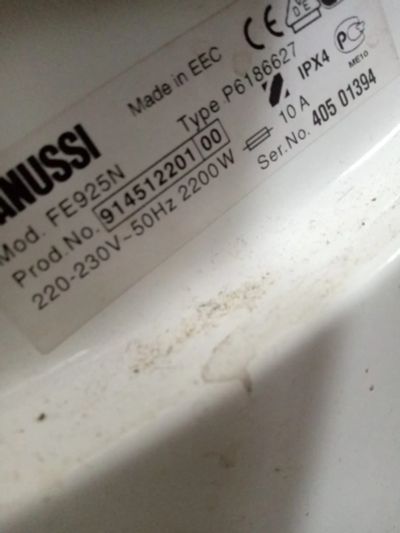 ANUSSI
Made in EEC
Mod. FE925N
Type P6186627
IPX4
ME10
Prod.No. 914512201 00
10 A
220-230V~50Hz 2200W
Ser.No. 405 01394